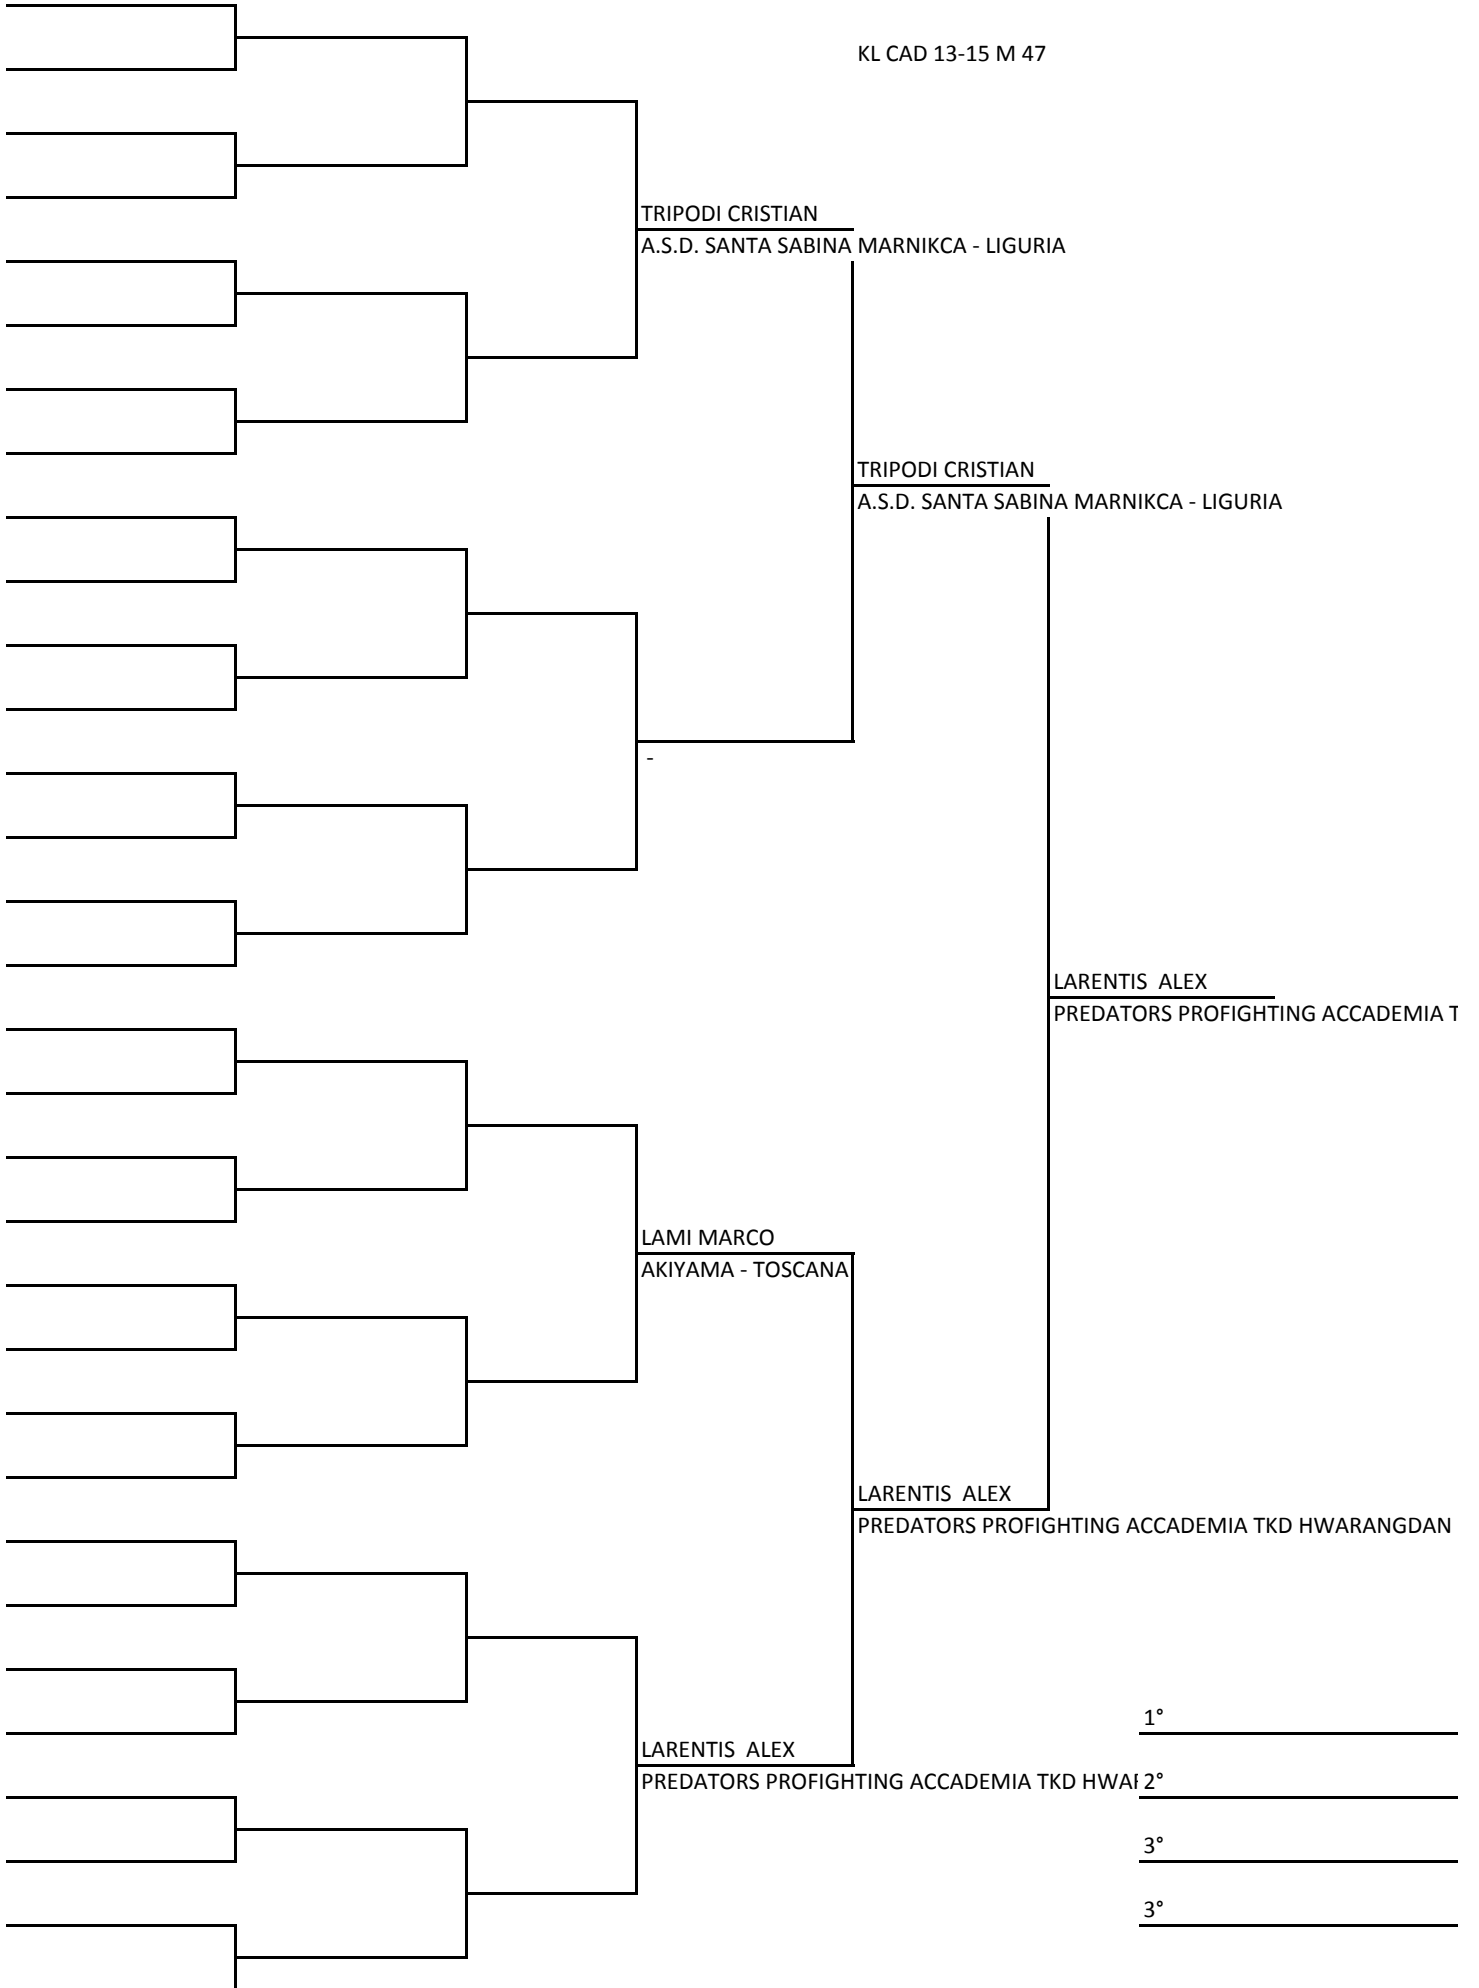 KL CAD 13-15 M 47
TRIPODI CRISTIAN
A.S.D. SANTA SABINA MARNIKCA - LIGURIA
TRIPODI CRISTIAN
A.S.D. SANTA SABINA MARNIKCA - LIGURIA
-
LARENTIS ALEX
PREDATORS PROFIGHTING ACCADEMIA T
LAMI MARCO
AKIYAMA - TOSCANA
LARENTIS ALEX
PREDATORS PROFIGHTING ACCADEMIA TKD HWARANGDAN
1°
LARENTIS ALEX
PREDATORS PROFIGHTING ACCADEMIA TKD
2°
3°
3°